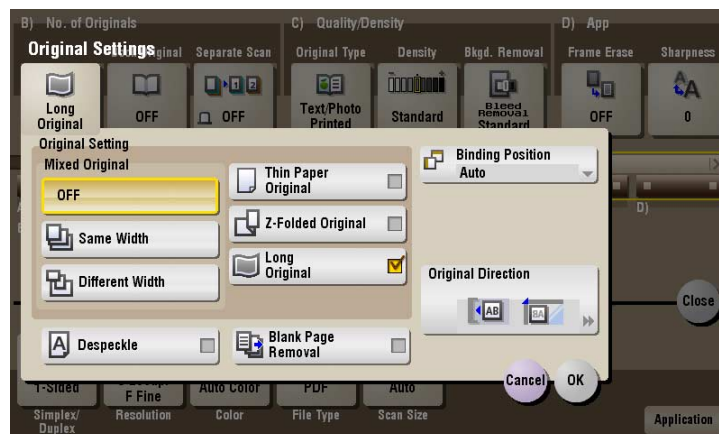 B) No. of Originals
C) Quality/Density
D) App
Original Settings
Original
Separate Scan
Original Type
Density
Bkgd. Removal
Frame Erase
Sharpness
Long
Original
OFF
OFF
Text/Photo
Printed
Standard
Bleed
Removal
Standard
OFF
0
Original Setting
Mixed Original
OFF
Same Width
Different Width
Thin Paper
Original
Z-Folded Original
Long
Original
Binding Position
Auto
D)
Original Direction
AB
BA
Close
Despeckle
Blank Page
Removal
Cancel
OK
1-Sided
F Fine
Auto Color
PDF
Auto
Simplex/
Duplex
Resolution
Color
File Type
Scan Size
Application